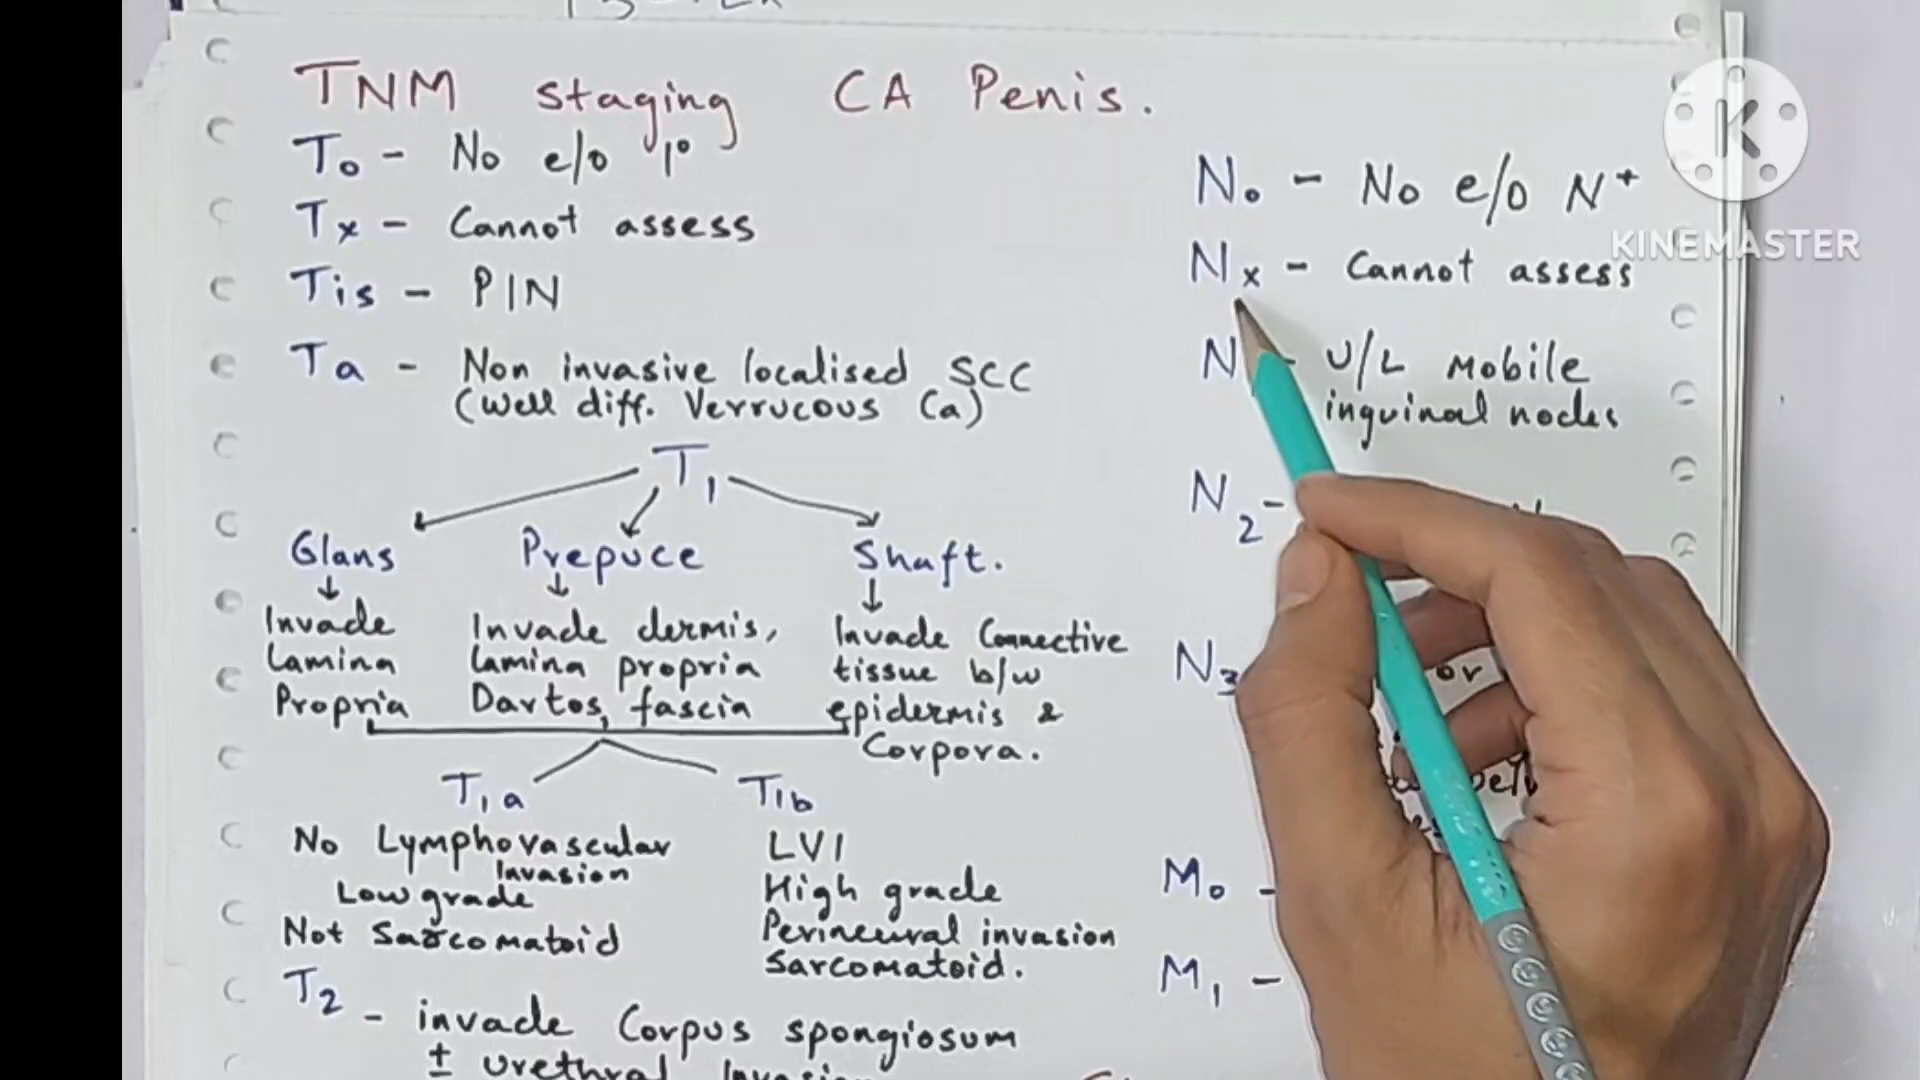 TNM staging CA Penis.
T0 - No e/o 1°
Tx - Cannot assess
Tis - PIN
Ta - Non invasive localised SCC
(Well diff. Verrucous Ca)
T1
Glans Prepuce Shaft.
Invade
Lamina
Propria
Invade dermis,
Lamina propria
Dartos fascia
Invade Connective
tissue b/w
epidermis &
Corpora.
T1a
No Lymphovascular
Invasion
Low grade
Not Sarcomatoid
T1b
LVI
High grade
Perineural invasion
Sarcomatoid.
T2 - invade Corpus spongiosum
± urethral Invasion
N0 - No e/o N+
Nx - Cannot assess
N - U/L Mobile
inguinal nodes
N2 -
N3
or
M0 -
M1 -
K
KINEMASTER